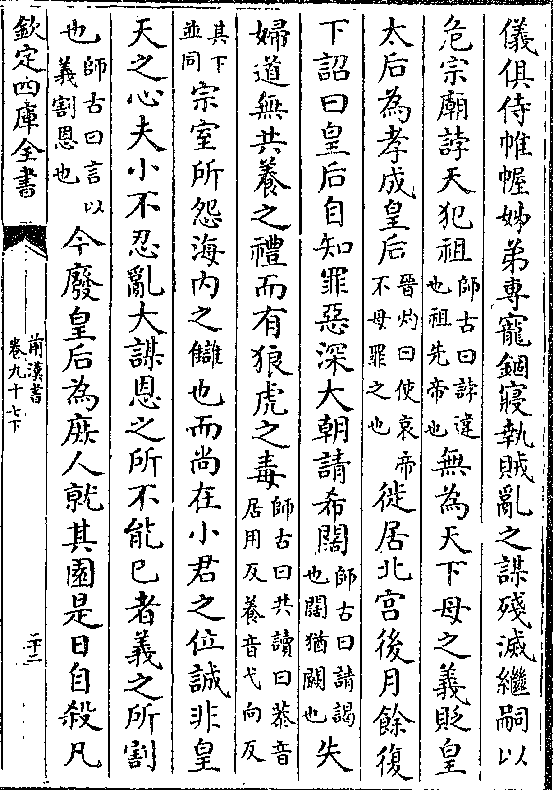 儀俱侍帷幄姊弟專寵錮寢執賊亂之謀殘滅繼嗣以
危宗廟誖天犯祖師古曰誖違也祖先帝也無為天下母之義貶皇
太后為孝成皇后晉灼曰使哀帝不母罪之也徙居北宮後月餘復
下詔曰皇后自知罪惡深大朝請希闊師古曰請謁也闊猶闕也失
婦道無共養之禮而有狼虎之毒師古曰共讀曰恭音居用反養音弋向反
其下並同宗室所怨海內之讎也而尚在小君之位誠非皇
天之心夫小不忍亂大謀恩之所不能已者義之所割
也師古曰言以義割恩也今廢皇后為庶人就其園是日自殺凡
欽定四庫全書
前漢書
卷九十七下
二十二